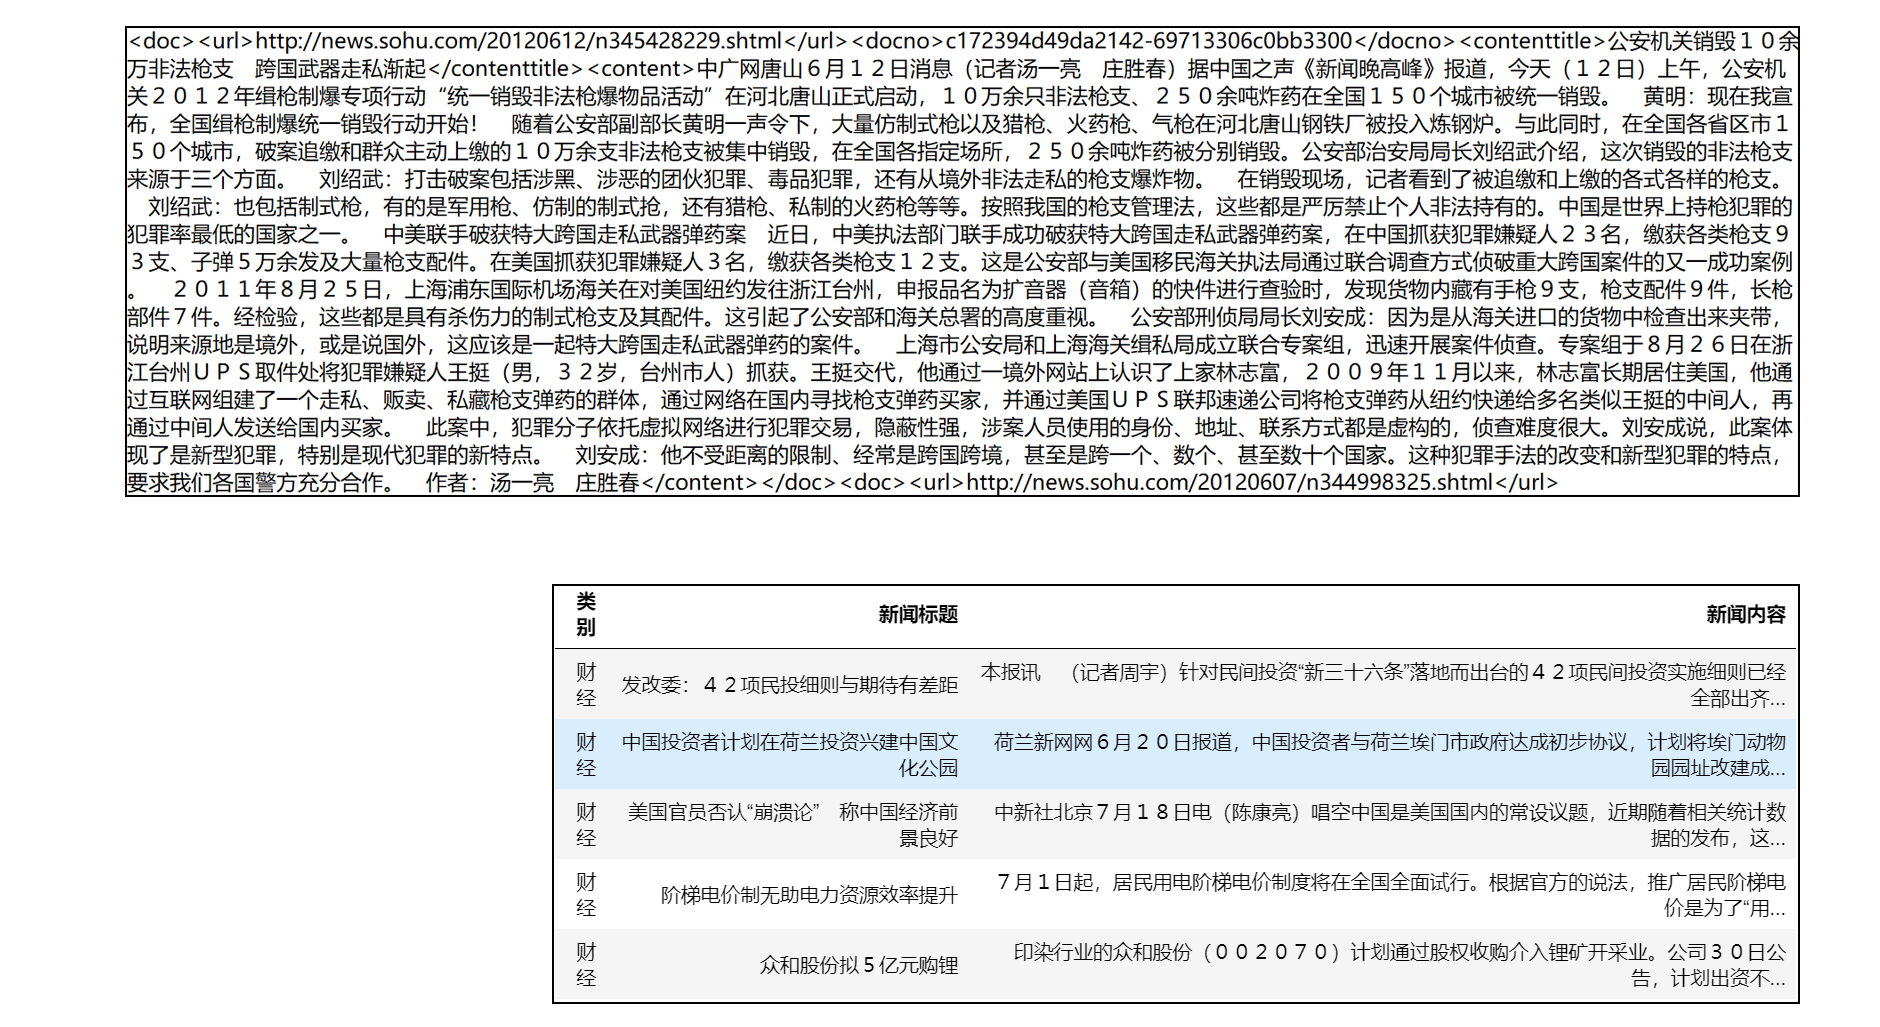 <doc><url>http://news.sohu.com/20120612/n345428229.shtml</url><docno>c172394d49da2142-69713306c0bb3300</docno><contenttitle>公安机关销毁１０余
万非法枪支　跨国武器走私渐起</contenttitle><content>中广网唐山６月１２日消息（记者汤一亮　庄胜春）据中国之声《新闻晚高峰》报道，今天（１２日）上午，公安机
关２０１２年缉枪制爆专项行动“统一销毁非法枪爆物品活动”在河北唐山正式启动，１０万余只非法枪支、２５０余吨炸药在全国１５０个城市被统一销毁。　黄明：现在我宣
布，全国缉枪制爆统一销毁行动开始！　随着公安部副部长黄明一声令下，大量仿制式枪以及猎枪、火药枪、气枪在河北唐山钢铁厂被投入炼钢炉。与此同时，在全国各省区市１
５０个城市，破案追缴和群众主动上缴的１０万余支非法枪支被集中销毁，在全国各指定场所，２５０余吨炸药被分别销毁。公安部治安局局长刘绍武介绍，这次销毁的非法枪支
来源于三个方面。　刘绍武：打击破案包括涉黑、涉恶的团伙犯罪、毒品犯罪，还有从境外非法走私的枪支爆炸物。　在销毁现场，记者看到了被追缴和上缴的各式各样的枪支。
　刘绍武：也包括制式枪，有的是军用枪、仿制的制式抢，还有猎枪、私制的火药枪等等。按照我国的枪支管理法，这些都是严厉禁止个人非法持有的。中国是世界上持枪犯罪的
犯罪率最低的国家之一。　中美联手破获特大跨国走私武器弹药案　近日，中美执法部门联手成功破获特大跨国走私武器弹药案，在中国抓获犯罪嫌疑人２３名，缴获各类枪支９
３支、子弹５万余发及大量枪支配件。在美国抓获犯罪嫌疑人３名，缴获各类枪支１２支。这是公安部与美国移民海关执法局通过联合调查方式侦破重大跨国案件的又一成功案例
。　２０１１年８月２５日，上海浦东国际机场海关在对美国纽约发往浙江台州，申报品名为扩音器（音箱）的快件进行查验时，发现货物内藏有手枪９支，枪支配件９件，长枪
部件７件。经检验，这些都是具有杀伤力的制式枪支及其配件。这引起了公安部和海关总署的高度重视。　公安部刑侦局局长刘安成：因为是从海关进口的货物中检查出来夹带，
说明来源地是境外，或是说国外，这应该是一起特大跨国走私武器弹药的案件。　上海市公安局和上海海关缉私局成立联合专案组，迅速开展案件侦查。专案组于８月２６日在浙
江台州ＵＰＳ取件处将犯罪嫌疑人王挺（男，３２岁，台州市人）抓获。王挺交代，他通过一境外网站上认识了上家林志富，２００９年１１月以来，林志富长期居住美国，他通
过互联网组建了一个走私、贩卖、私藏枪支弹药的群体，通过网络在国内寻找枪支弹药买家，并通过美国ＵＰＳ联邦速递公司将枪支弹药从纽约快递给多名类似王挺的中间人，再
通过中间人发送给国内买家。　此案中，犯罪分子依托虚拟网络进行犯罪交易，隐蔽性强，涉案人员使用的身份、地址、联系方式都是虚构的，侦查难度很大。刘安成说，此案体
现了是新型犯罪，特别是现代犯罪的新特点。　刘安成：他不受距离的限制、经常是跨国跨境，甚至是跨一个、数个、甚至数十个国家。这种犯罪手法的改变和新型犯罪的特点，
要求我们各国警方充分合作。　作者：汤一亮　庄胜春</content></doc><doc><url>http://news.sohu.com/20120607/n344998325.shtml</url>
类
别
新闻标题
新闻内容
财
经
发改委：４２项民投细则与期待有差距
本报讯　（记者周宇）针对民间投资“新三十六条”落地而出台的４２项民间投资实施细则已经
全部出齐...
财
经
中国投资者计划在荷兰投资兴建中国文
化公园
荷兰新网网６月２０日报道，中国投资者与荷兰埃门市政府达成初步协议，计划将埃门动物
园园址改建成...
财
经
美国官员否认“崩溃论”　称中国经济前
景良好
中新社北京７月１８日电（陈康亮）唱空中国是美国国内的常设议题，近期随着相关统计数
据的发布，这...
财
经
阶梯电价制无助电力资源效率提升
７月１日起，居民用电阶梯电价制度将在全国全面试行。根据官方的说法，推广居民阶梯电
价是为了“用...
财
经
众和股份拟５亿元购锂
印染行业的众和股份（００２０７０）计划通过股权收购介入锂矿开采业。公司３０日公
告，计划出资不...